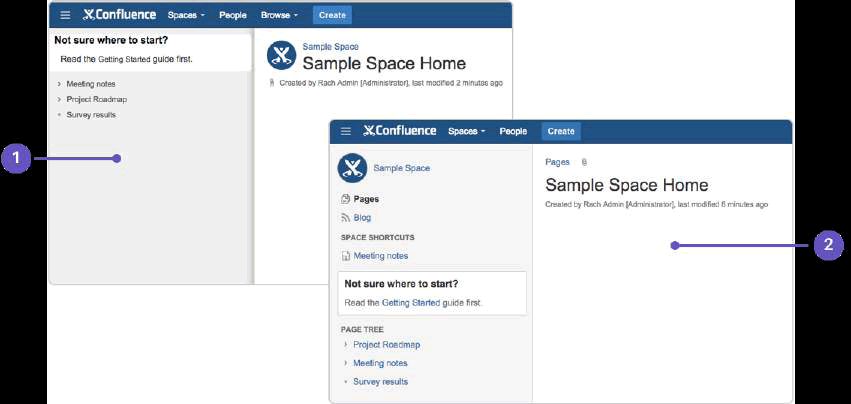 Confluence Spaces People Browse Create
Not sure where to start?
Read the Getting Started guide first.
Meeting notes
Project Roadmap
Survey results
Sample Space
Sample Space Home
Created by Rach Admin [Administrator], last modified 2 minutes ago
1
Confluence Spaces People Create
Sample Space
Pages
Blog
SPACE SHORTCUTS
Meeting notes
Not sure where to start?
Read the Getting Started guide first.
PAGE TREE
Project Roadmap
Meeting notes
Survey results
Pages
Sample Space Home
Created by Rach Admin [Administrator], last modified 6 minutes ago
2